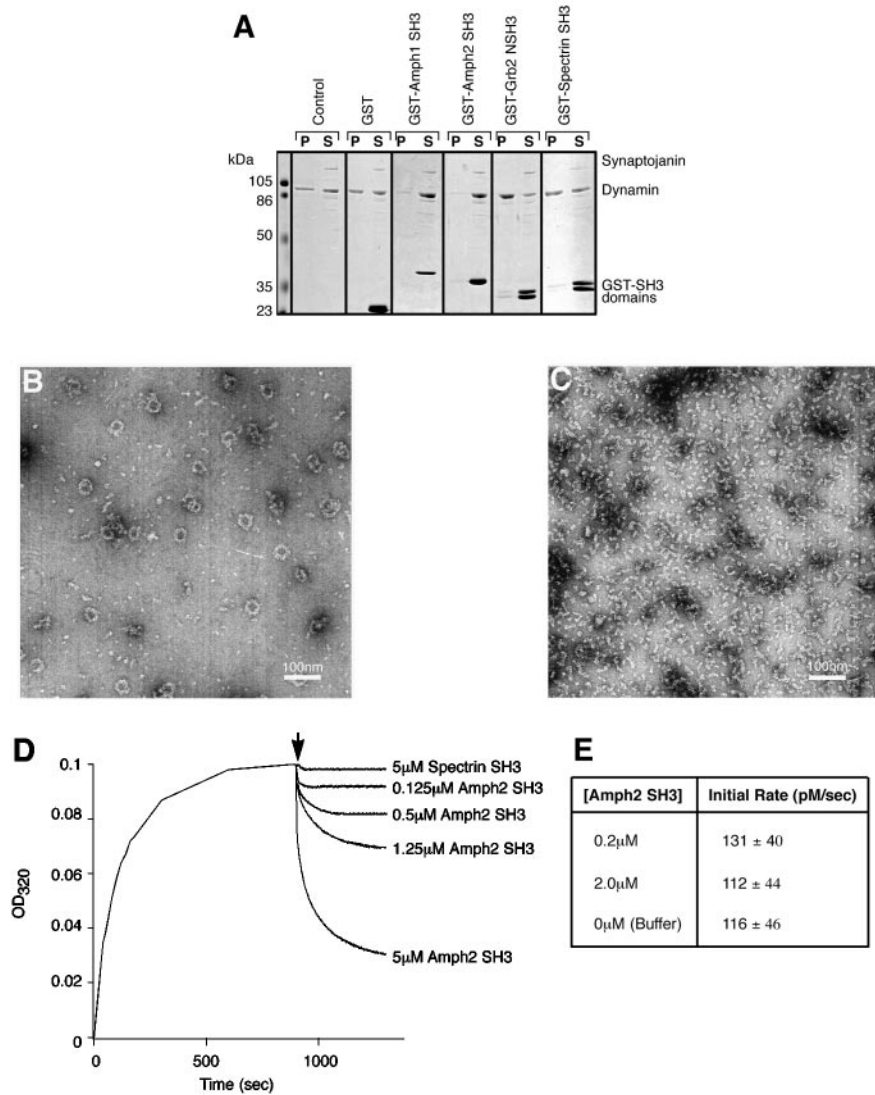 A
Control
GST
GST-Amph1 SH3
GST-Amph2 SH3
GST-Grb2 NSH3
GST-Spectrin SH3
P S P S P S P S P S P S
kDa
105
86
50
35
23
Synaptojanin
Dynamin
GST-SH3
domains
B
100nm
C
100nm
D
0.1
0.08
0.06
0.04
0.02
0
OD320
0 500 1000
Time (sec)
5μM Spectrin SH3
0.125μM Amph2 SH3
0.5μM Amph2 SH3
1.25μM Amph2 SH3
5μM Amph2 SH3
E
[Amph2 SH3] Initial Rate (pM/sec)
0.2μM 131 ± 40
2.0μM 112 ± 44
0μM (Buffer) 116 ± 46